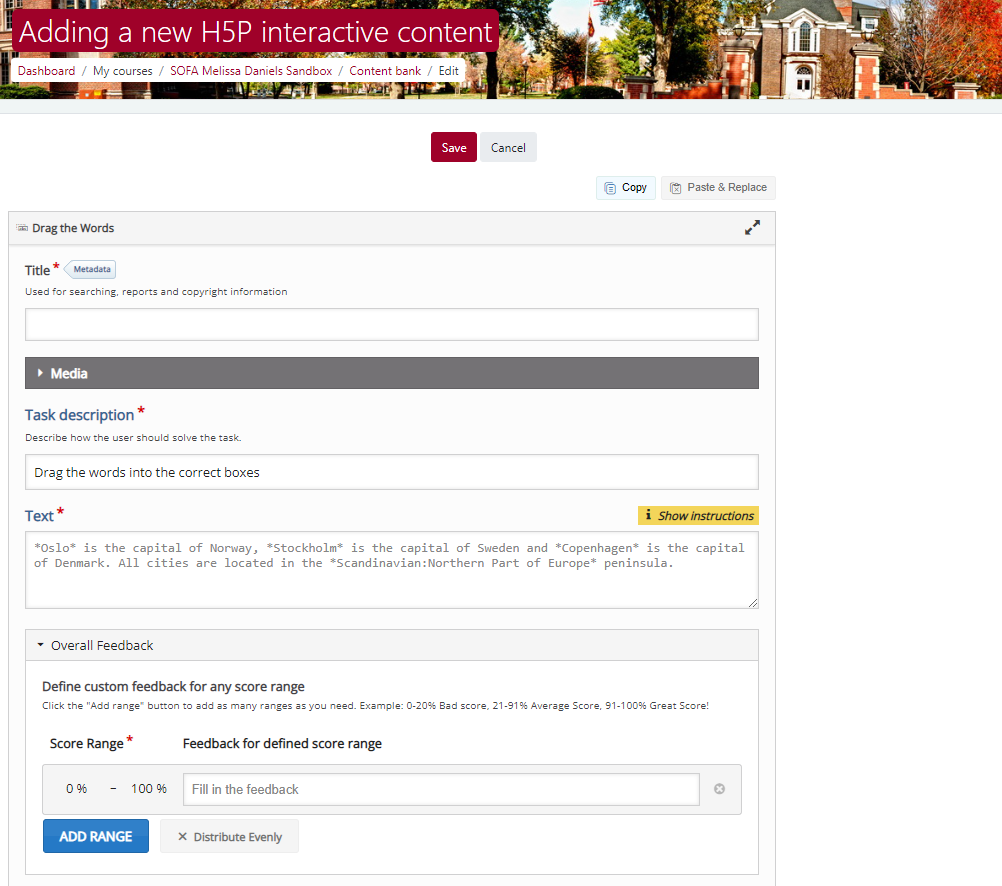 Adding a new H5P interactive content
Dashboard / My courses / SOFA Melissa Daniels Sandbox / Content bank / Edit
Save Cancel
Copy Paste & Replace
Drag the Words
Title * Metadata
Used for searching, reports and copyright information
Media
Task description *
Describe how the user should solve the task.
Drag the words into the correct boxes
Text * i Show instructions
*Oslo* is the capital of Norway, *Stockholm* is the capital of Sweden and *Copenhagen* is the capital
of Denmark. All cities are located in the *Scandinavian:Northern Part of Europe* peninsula.
Overall Feedback
Define custom feedback for any score range
Click the "Add range" button to add as many ranges as you need. Example: 0-20% Bad score, 21-91% Average Score, 91-100% Great Score!
Score Range * Feedback for defined score range
0 % – 100 % Fill in the feedback
ADD RANGE ✕ Distribute Evenly